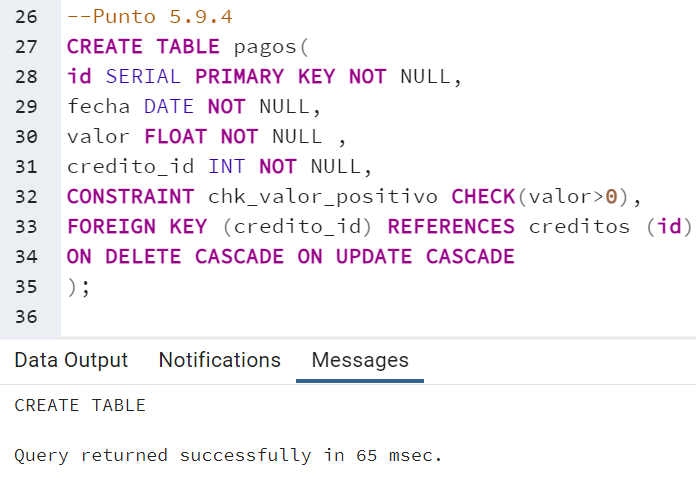 26 --Punto 5.9.4
27 CREATE TABLE pagos(
28 id SERIAL PRIMARY KEY NOT NULL,
29 fecha DATE NOT NULL,
30 valor FLOAT NOT NULL ,
31 credito_id INT NOT NULL,
32 CONSTRAINT chk_valor_positivo CHECK(valor>0),
33 FOREIGN KEY (credito_id) REFERENCES creditos (id)
34 ON DELETE CASCADE ON UPDATE CASCADE
35 );
36
Data Output Notifications Messages
CREATE TABLE
Query returned successfully in 65 msec.